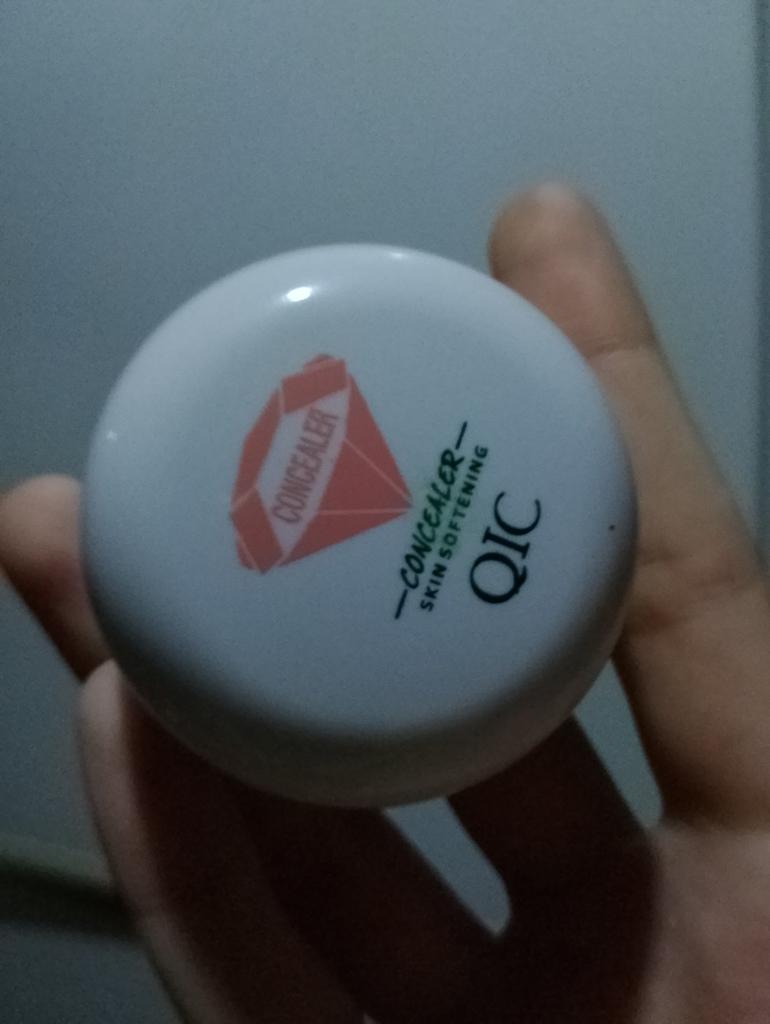 CONCEALER
—CONCEALER—
SKIN SOFTENING
QIC